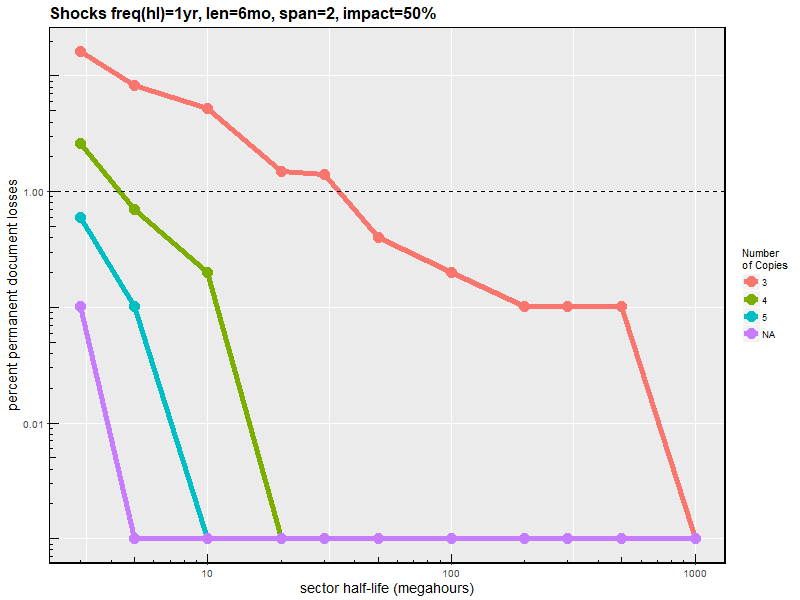 Shocks freq(hl)=1yr, len=6mo, span=2, impact=50%
percent permanent document losses
1.00
0.01
10
100
1000
sector half-life (megahours)
Number
of Copies
3
4
5
NA